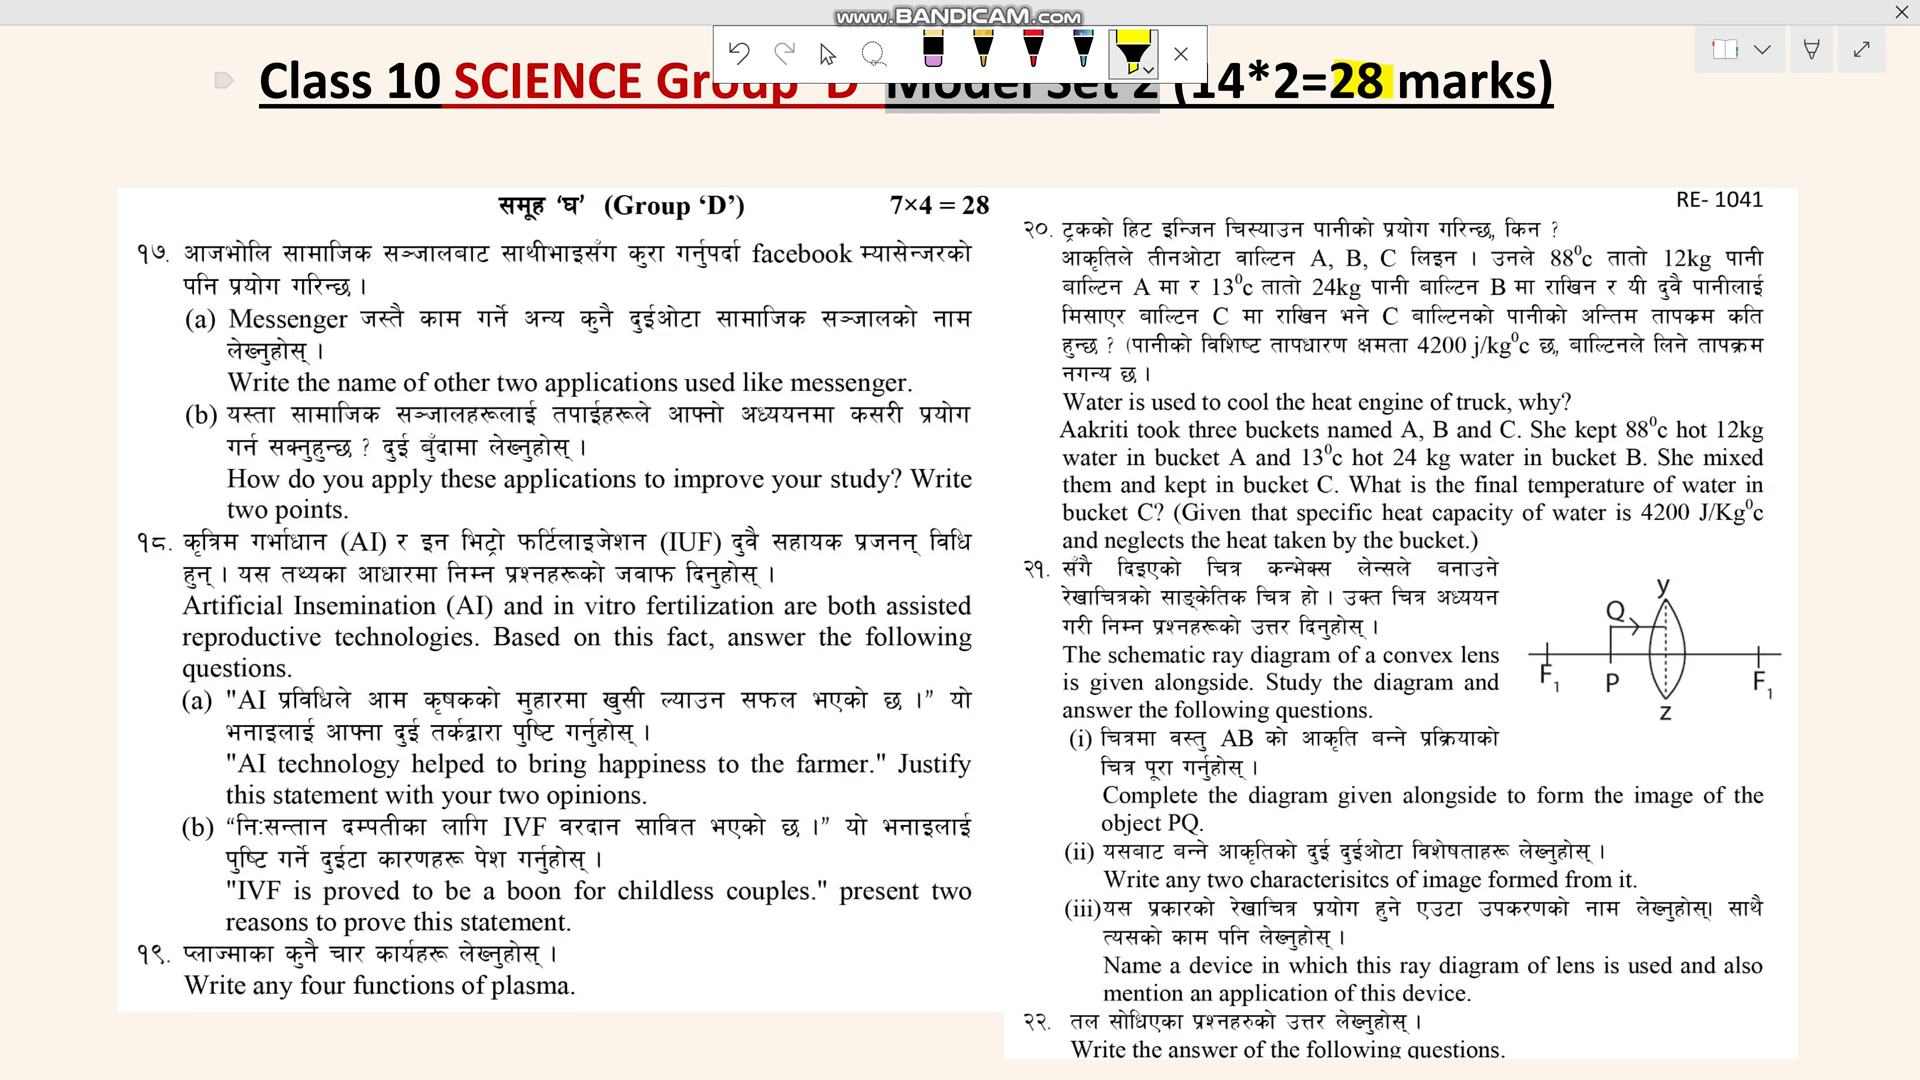 www.BANDICAM.com
Class 10 SCIENCE Group 'D' Model Set 2 (14*2=28 marks)
समूह ‘घ’ (Group ‘D’) 7×4 = 28
१७. आजभोलि सामाजिक सञ्जालबाट साथीभाइसँग कुरा गर्नुपर्दा facebook म्यासेन्जरको
पनि प्रयोग गरिन्छ ।
(a) Messenger जस्तै काम गर्ने अन्य कुनै दुईओटा सामाजिक सञ्जालको नाम
लेख्नुहोस् ।
Write the name of other two applications used like messenger.
(b) यस्ता सामाजिक सञ्जालहरूलाई तपाईहरूले आफ्नो अध्ययनमा कसरी प्रयोग
गर्न सक्नुहुन्छ ? दुई बुँदामा लेख्नुहोस् ।
How do you apply these applications to improve your study? Write
two points.
१८. कृत्रिम गर्भाधान (AI) र इन भिट्रो फर्टिलाइजेशन (IUF) दुवै सहायक प्रजनन् विधि
हुन् । यस तथ्यका आधारमा निम्न प्रश्नहरूको जवाफ दिनुहोस् ।
Artificial Insemination (AI) and in vitro fertilization are both assisted
reproductive technologies. Based on this fact, answer the following
questions.
(a) "AI प्रविधिले आम कृषकको मुहारमा खुसी ल्याउन सफल भएको छ ।” यो
भनाइलाई आफ्ना दुई तर्कद्वारा पुष्टि गर्नुहोस् ।
"AI technology helped to bring happiness to the farmer." Justify
this statement with your two opinions.
(b) “नि:सन्तान दम्पतीका लागि IVF वरदान सावित भएको छ ।” यो भनाइलाई
पुष्टि गर्ने दुईटा कारणहरू पेश गर्नुहोस् ।
"IVF is proved to be a boon for childless couples." present two
reasons to prove this statement.
१९. प्लाज्माका कुनै चार कार्यहरू लेख्नुहोस् ।
Write any four functions of plasma.
RE- 1041
२०. ट्रकको हिट इन्जिन चिस्याउन पानीको प्रयोग गरिन्छ, किन ?
आकृतिले तीनओटा वाल्टिन A, B, C लिइन । उनले 88⁰c तातो 12kg पानी
बाल्टिन A मा र 13⁰c तातो 24kg पानी बाल्टिन B मा राखिन र यी दुवै पानीलाई
मिसाएर बाल्टिन C मा राखिन भने C बाल्टिनको पानीको अन्तिम तापक्रम कति
हुन्छ ? (पानीको विशिष्ट तापधारण क्षमता 4200 j/kg⁰c छ, बाल्टिनले लिने तापक्रम
नगन्य छ ।
Water is used to cool the heat engine of truck, why?
Aakriti took three buckets named A, B and C. She kept 88⁰c hot 12kg
water in bucket A and 13⁰c hot 24 kg water in bucket B. She mixed
them and kept in bucket C. What is the final temperature of water in
bucket C? (Given that specific heat capacity of water is 4200 J/Kg⁰c
and neglects the heat taken by the bucket.)
२१. सँगै दिइएको चित्र कन्भेक्स लेन्सले बनाउने
रेखाचित्रको साङ्केतिक चित्र हो । उक्त चित्र अध्ययन
गरी निम्न प्रश्नहरूको उत्तर दिनुहोस् ।
The schematic ray diagram of a convex lens
is given alongside. Study the diagram and
answer the following questions.
y
Q
F₁ P F₁
z
(i) चित्रमा वस्तु AB को आकृति बन्ने प्रक्रियाको
चित्र पूरा गर्नुहोस् ।
Complete the diagram given alongside to form the image of the
object PQ.
(ii) यसबाट बन्ने आकृतिको दुई दुईओटा विशेषताहरू लेख्नुहोस् ।
Write any two characterisitcs of image formed from it.
(iii) यस प्रकारको रेखाचित्र प्रयोग हुने एउटा उपकरणको नाम लेख्नुहोस्। साथै
त्यसको काम पनि लेख्नुहोस् ।
Name a device in which this ray diagram of lens is used and also
mention an application of this device.
२२. तल सोधिएका प्रश्नहरुको उत्तर लेख्नुहोस् ।
Write the answer of the following questions.